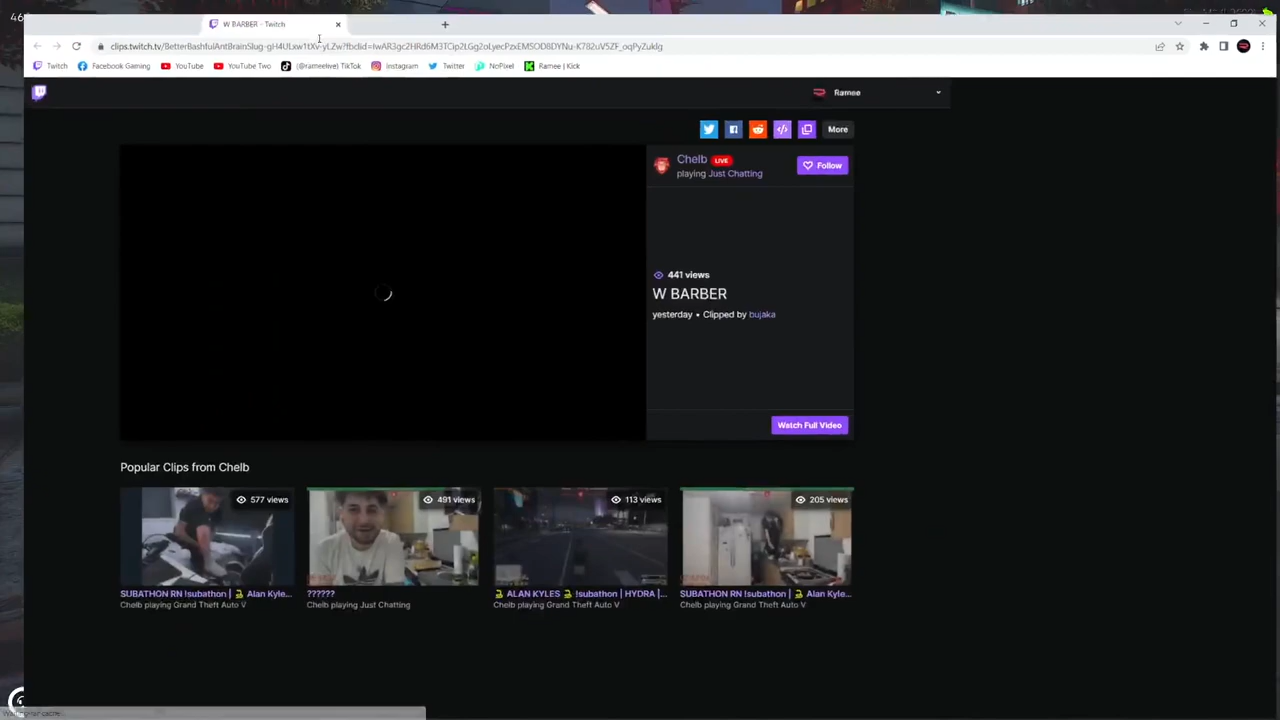 46
W BARBER - Twitch
Twitch
Facebook Gaming
YouTube
YouTube Two
(@rameelive) TikTok
Instagram
Twitter
NoPixel
Ramee | Kick
Ramee
More
Chelb LIVE
playing Just Chatting
Follow
441 views
W BARBER
yesterday • Clipped by bujaka
Watch Full Video
Popular Clips from Chelb
577 views
491 views
113 views
205 views
SUBATHON RN !subathon | Alan Kyle...
Chelb playing Grand Theft Auto V
??????
Chelb playing Just Chatting
ALAN KYLES !subathon | HYDRA |...
Chelb playing Grand Theft Auto V
SUBATHON RN !subathon | Alan Kyle...
Chelb playing Grand Theft Auto V
Waiting for cache...